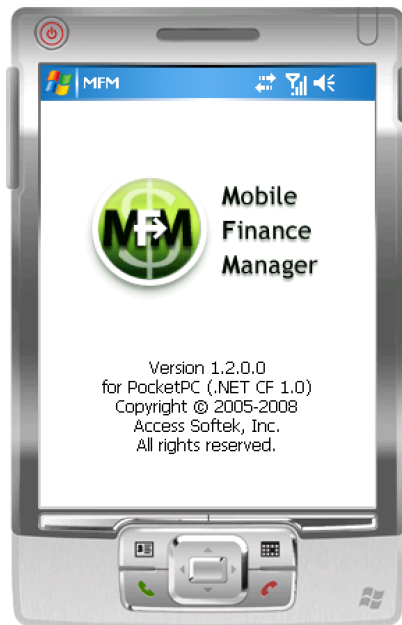 MFM
MFM
Mobile
Finance
Manager
Version 1.2.0.0
for PocketPC (.NET CF 1.0)
Copyright © 2005-2008
Access Softek, Inc.
All rights reserved.